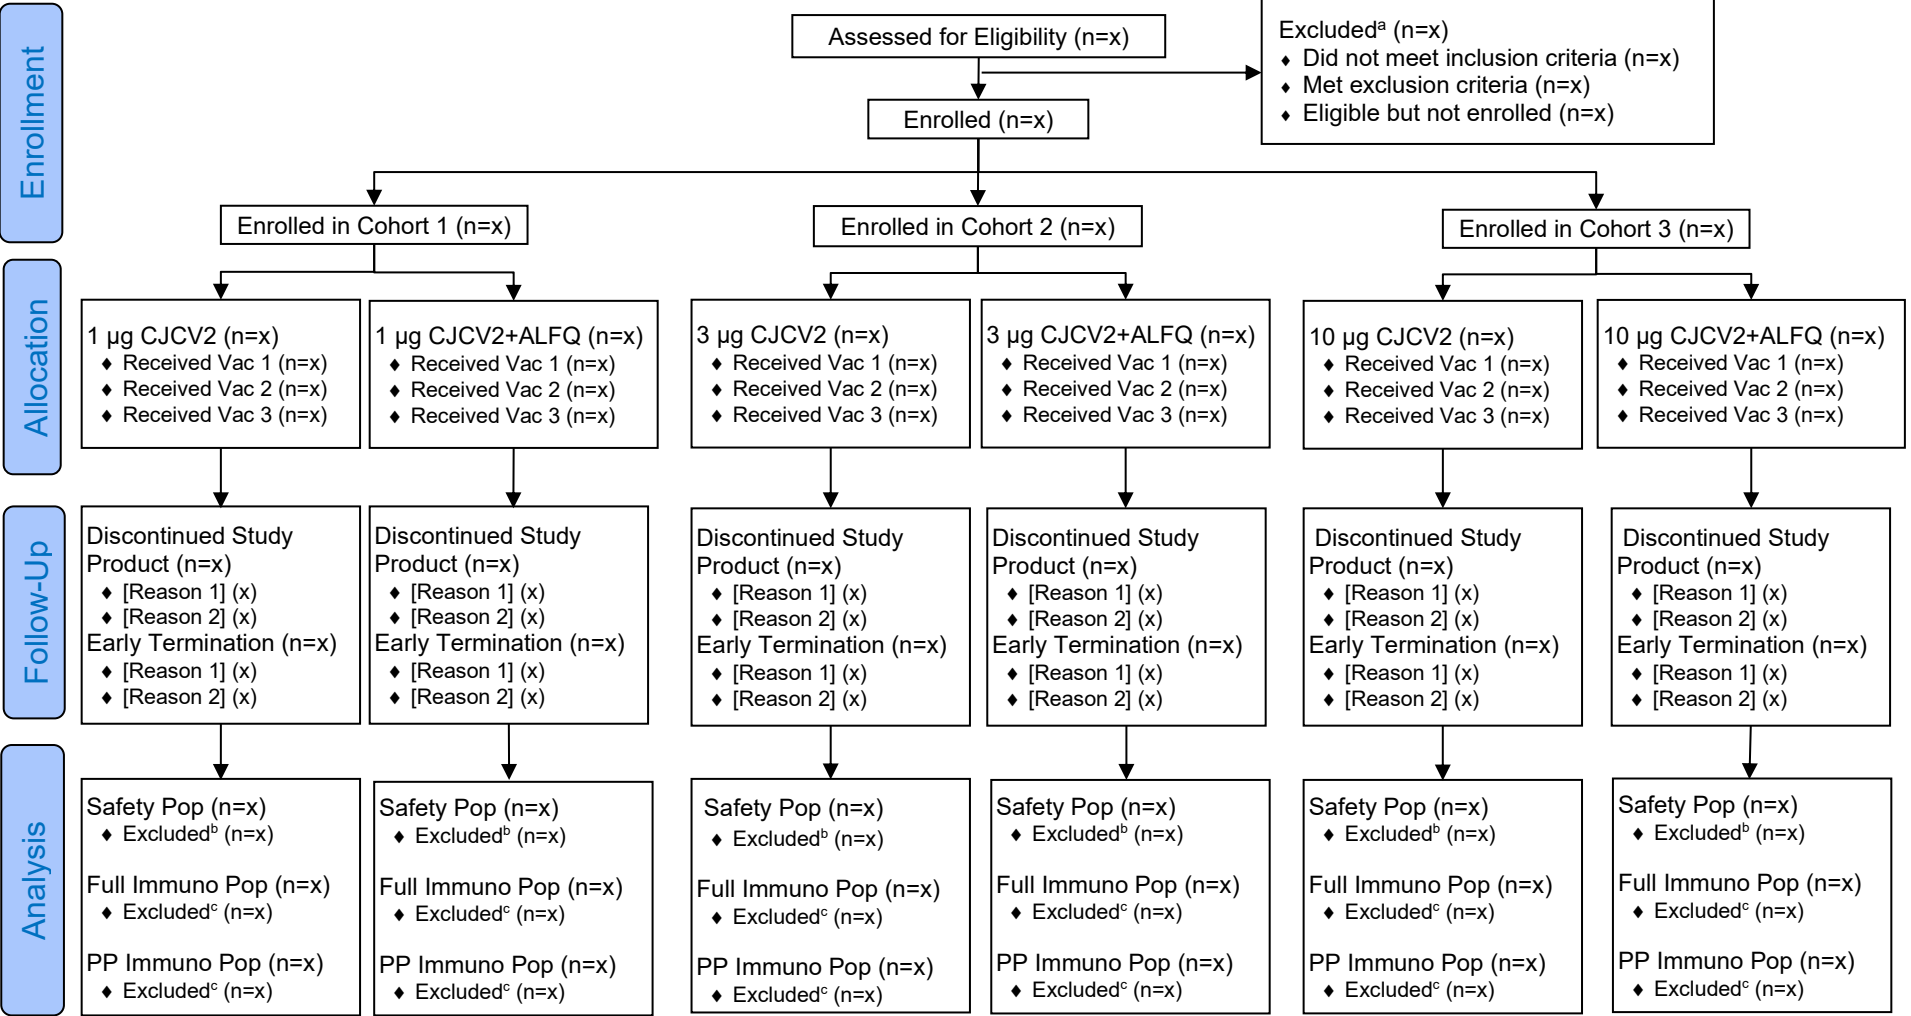 Enrollment
Assessed for Eligibility (n=x)
Excludedᵃ (n=x)
♦ Did not meet inclusion criteria (n=x)
♦ Met exclusion criteria (n=x)
♦ Eligible but not enrolled (n=x)
Enrolled (n=x)
Enrolled in Cohort 1 (n=x)
Enrolled in Cohort 2 (n=x)
Enrolled in Cohort 3 (n=x)
Allocation
1 µg CJCV2 (n=x)
♦ Received Vac 1 (n=x)
♦ Received Vac 2 (n=x)
♦ Received Vac 3 (n=x)
1 µg CJCV2+ALFQ (n=x)
♦ Received Vac 1 (n=x)
♦ Received Vac 2 (n=x)
♦ Received Vac 3 (n=x)
3 µg CJCV2 (n=x)
♦ Received Vac 1 (n=x)
♦ Received Vac 2 (n=x)
♦ Received Vac 3 (n=x)
3 µg CJCV2+ALFQ (n=x)
♦ Received Vac 1 (n=x)
♦ Received Vac 2 (n=x)
♦ Received Vac 3 (n=x)
10 µg CJCV2 (n=x)
♦ Received Vac 1 (n=x)
♦ Received Vac 2 (n=x)
♦ Received Vac 3 (n=x)
10 µg CJCV2+ALFQ (n=x)
♦ Received Vac 1 (n=x)
♦ Received Vac 2 (n=x)
♦ Received Vac 3 (n=x)
Follow-Up
Discontinued Study
Product (n=x)
♦ [Reason 1] (x)
♦ [Reason 2] (x)
Early Termination (n=x)
♦ [Reason 1] (x)
♦ [Reason 2] (x)
Discontinued Study
Product (n=x)
♦ [Reason 1] (x)
♦ [Reason 2] (x)
Early Termination (n=x)
♦ [Reason 1] (x)
♦ [Reason 2] (x)
Discontinued Study
Product (n=x)
♦ [Reason 1] (x)
♦ [Reason 2] (x)
Early Termination (n=x)
♦ [Reason 1] (x)
♦ [Reason 2] (x)
Discontinued Study
Product (n=x)
♦ [Reason 1] (x)
♦ [Reason 2] (x)
Early Termination (n=x)
♦ [Reason 1] (x)
♦ [Reason 2] (x)
Discontinued Study
Product (n=x)
♦ [Reason 1] (x)
♦ [Reason 2] (x)
Early Termination (n=x)
♦ [Reason 1] (x)
♦ [Reason 2] (x)
Discontinued Study
Product (n=x)
♦ [Reason 1] (x)
♦ [Reason 2] (x)
Early Termination (n=x)
♦ [Reason 1] (x)
♦ [Reason 2] (x)
Analysis
Safety Pop (n=x)
♦ Excludedᵇ (n=x)
Full Immuno Pop (n=x)
♦ Excludedᶜ (n=x)
PP Immuno Pop (n=x)
♦ Excludedᶜ (n=x)
Safety Pop (n=x)
♦ Excludedᵇ (n=x)
Full Immuno Pop (n=x)
♦ Excludedᶜ (n=x)
PP Immuno Pop (n=x)
♦ Excludedᶜ (n=x)
Safety Pop (n=x)
♦ Excludedᵇ (n=x)
Full Immuno Pop (n=x)
♦ Excludedᶜ (n=x)
PP Immuno Pop (n=x)
♦ Excludedᶜ (n=x)
Safety Pop (n=x)
♦ Excludedᵇ (n=x)
Full Immuno Pop (n=x)
♦ Excludedᶜ (n=x)
PP Immuno Pop (n=x)
♦ Excludedᶜ (n=x)
Safety Pop (n=x)
♦ Excludedᵇ (n=x)
Full Immuno Pop (n=x)
♦ Excludedᶜ (n=x)
PP Immuno Pop (n=x)
♦ Excludedᶜ (n=x)
Safety Pop (n=x)
♦ Excludedᵇ (n=x)
Full Immuno Pop (n=x)
♦ Excludedᶜ (n=x)
PP Immuno Pop (n=x)
♦ Excludedᶜ (n=x)